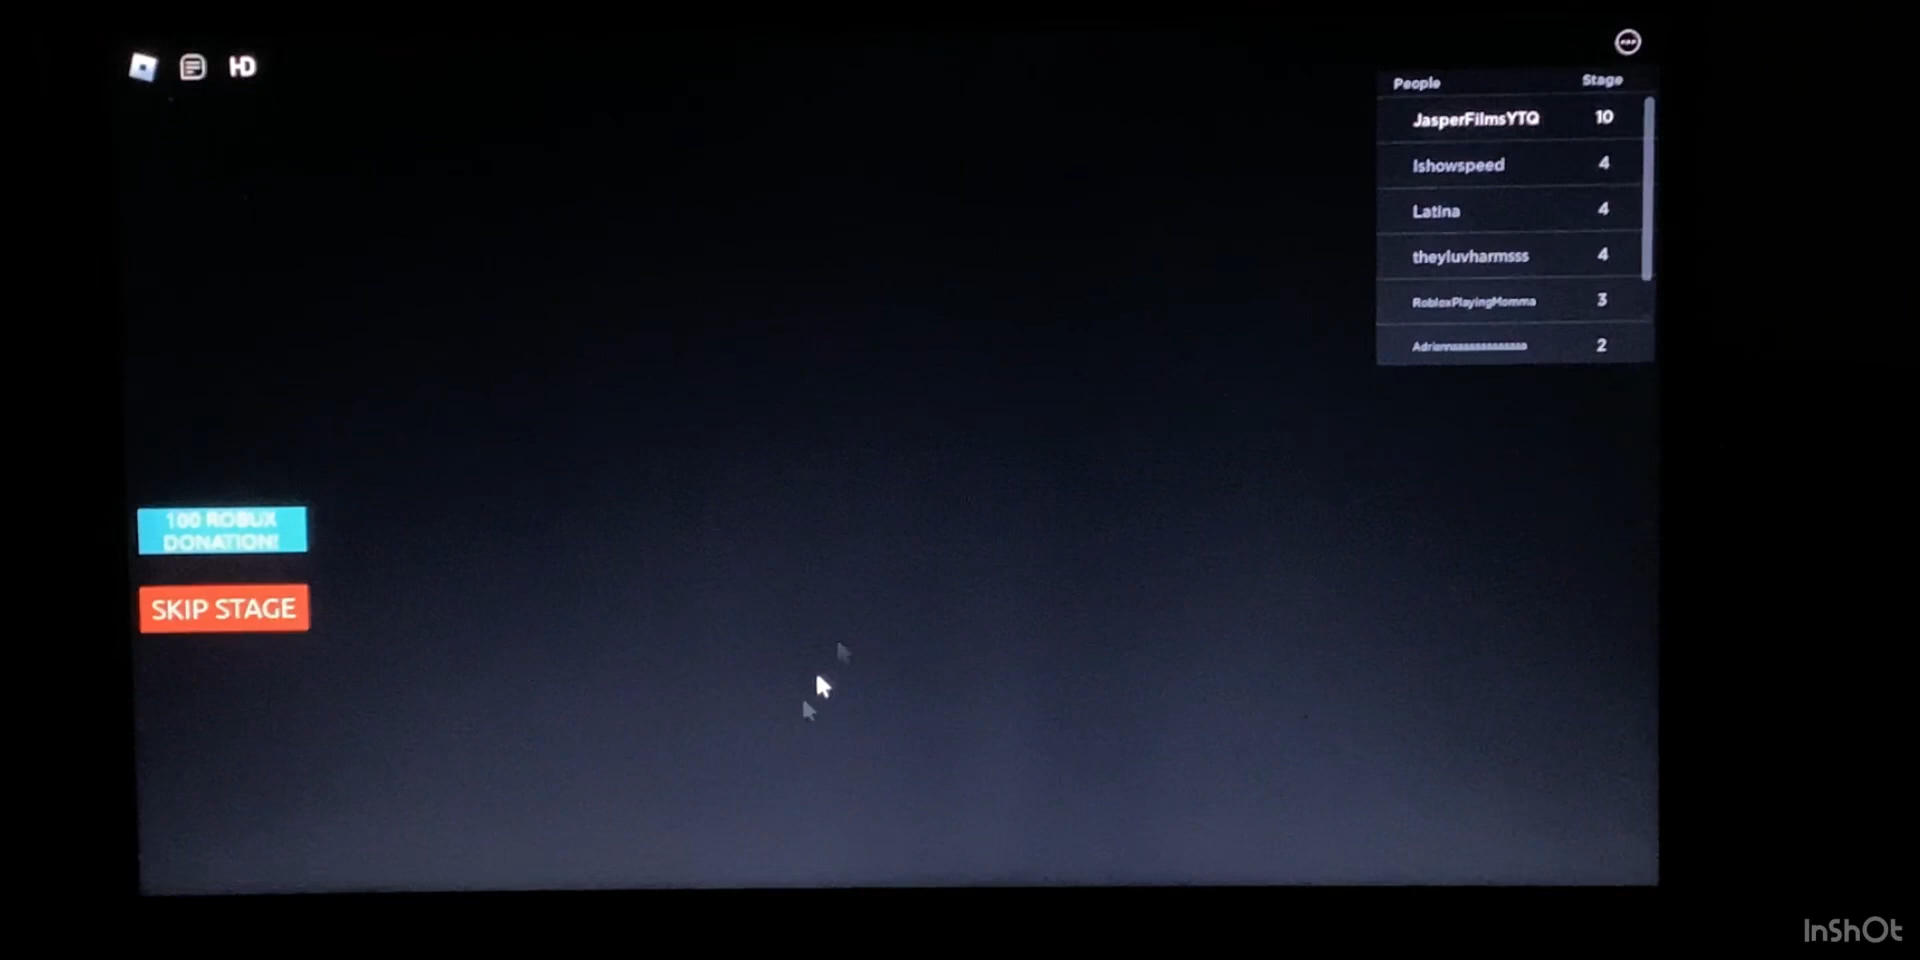 HD
People Stage
JasperFilmsYTQ 10
Ishowspeed 4
Latina 4
theyluvharmsss 4
RobloxPlayingMomma 3
2
100 ROBUX
DONATION!
SKIP STAGE
InShOt